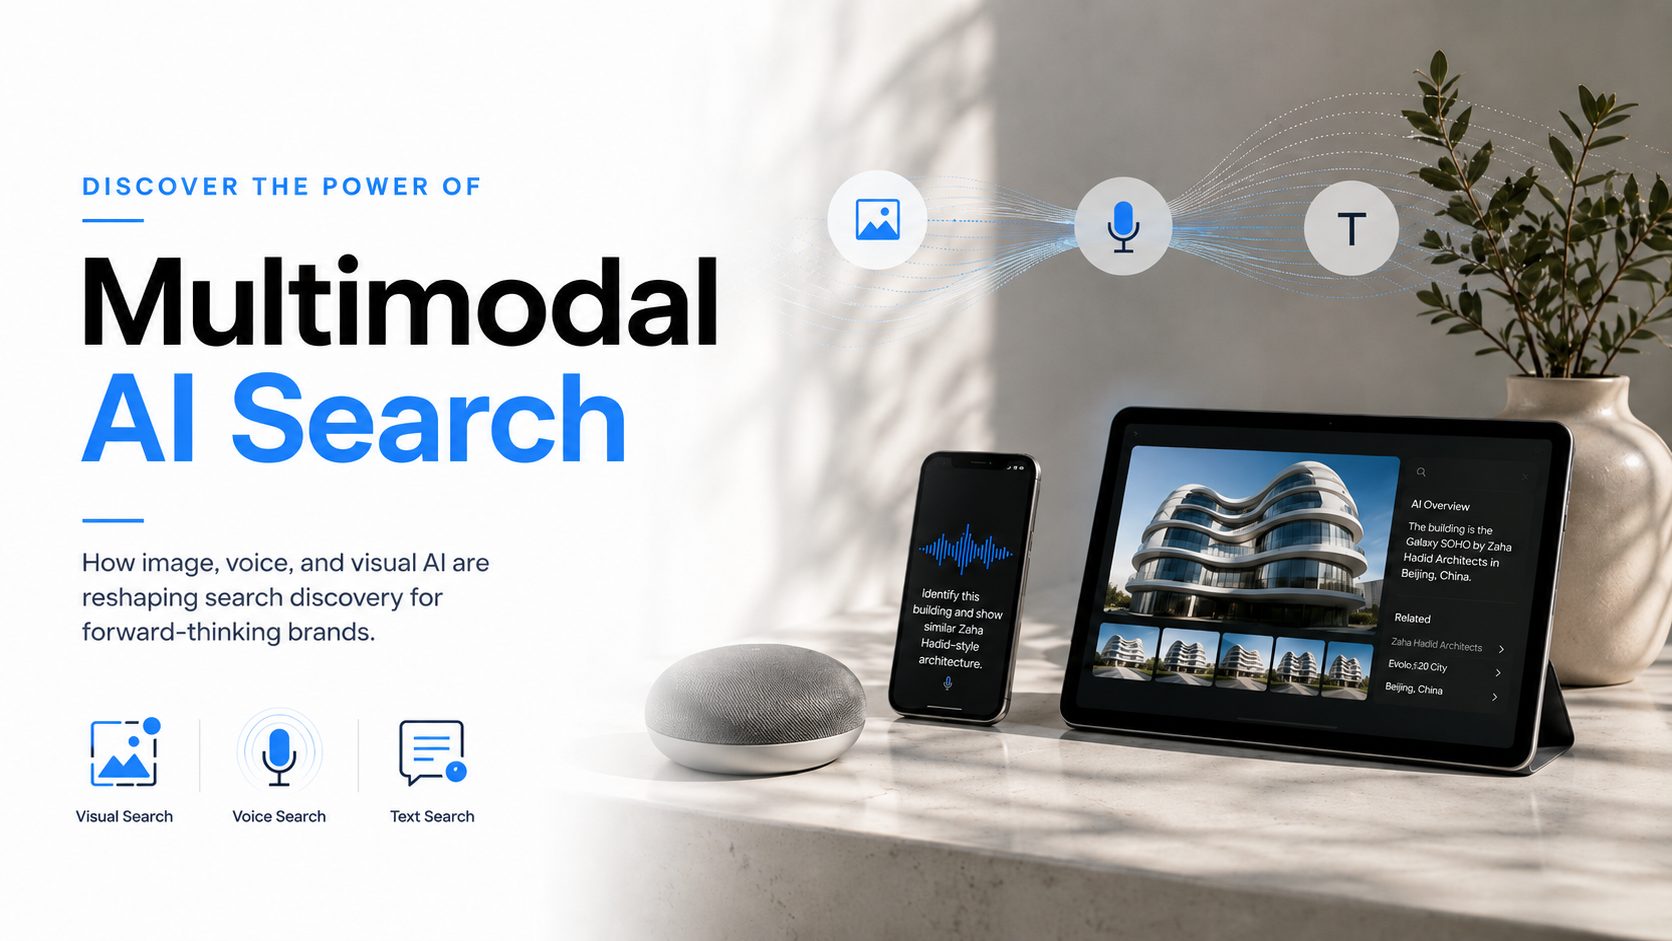 DISCOVER THE POWER OF
Multimodal
AI Search
How image, voice, and visual AI are
reshaping search discovery for
forward-thinking brands.
Visual Search
Voice Search
Text Search
T
Identify this
building and show
similar Zaha
Hadid-style
architecture.
AI Overview
The building is the
Galaxy SOHO by Zaha
Hadid Architects in
Beijing, China.
Related
Zaha Hadid Architects
City
Beijing, China